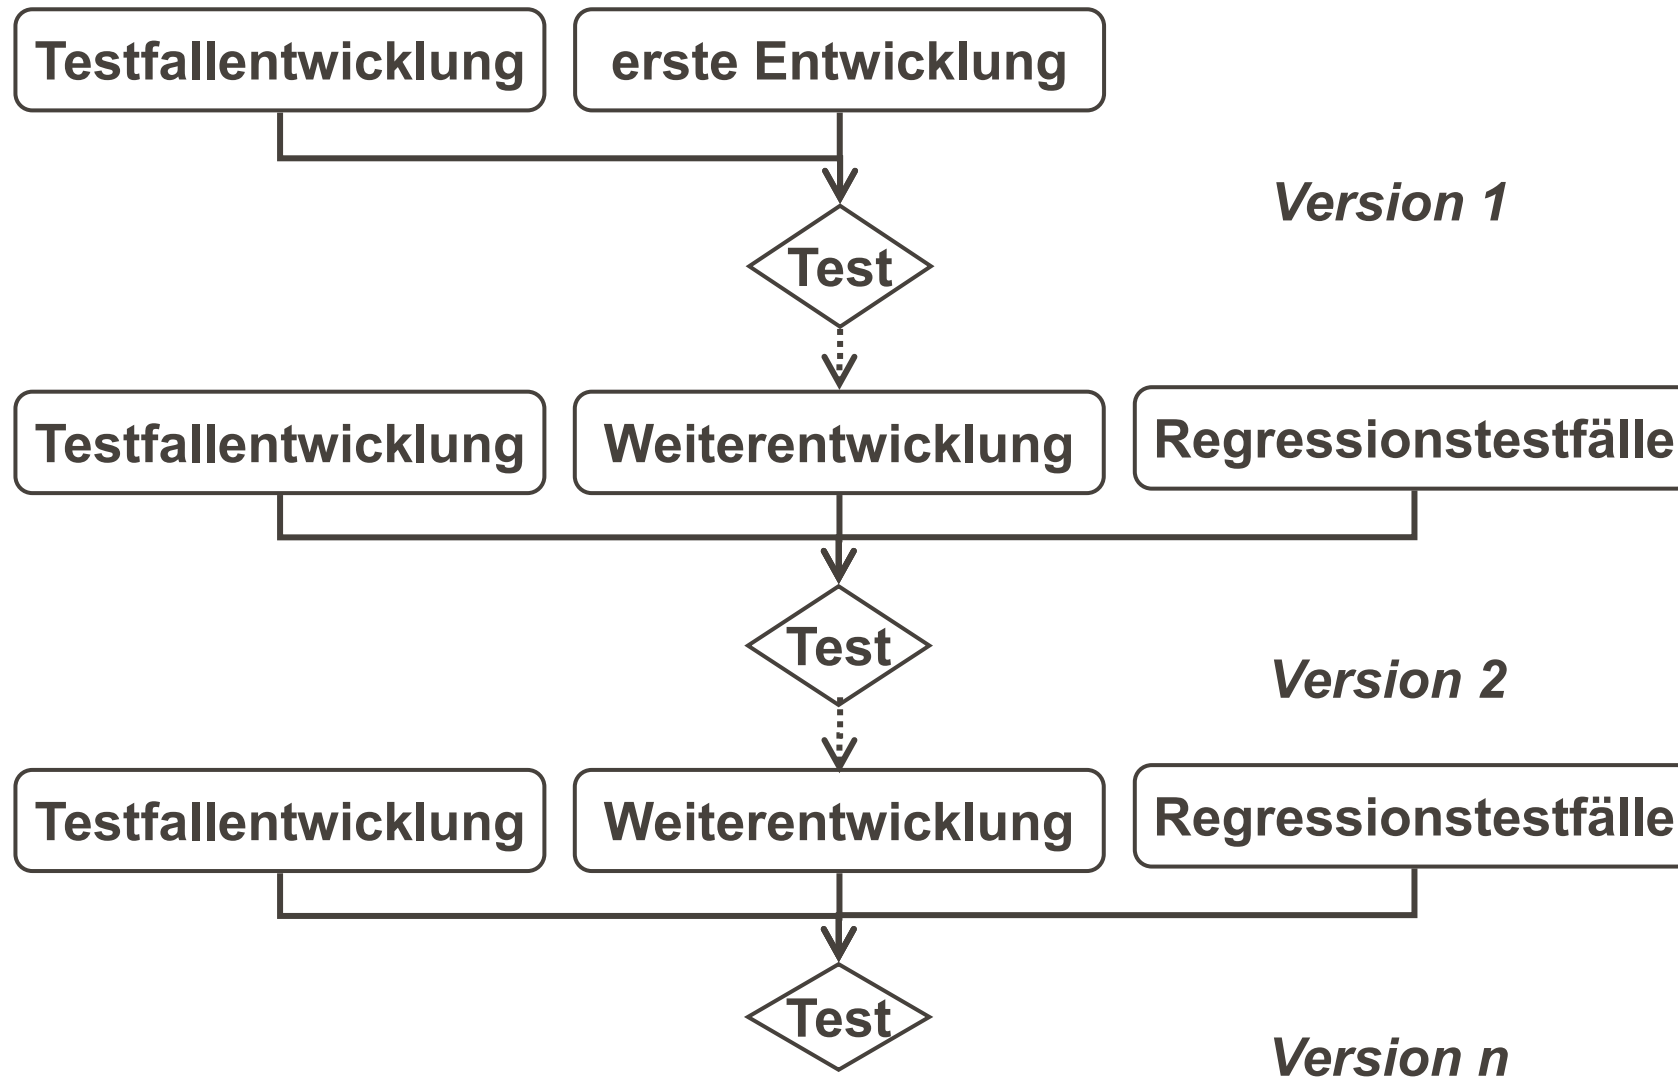 Testfallentwicklung
erste Entwicklung
Version 1
Test
Testfallentwicklung
Weiterentwicklung
Regressionstestfälle
Test
Version 2
Testfallentwicklung
Weiterentwicklung
Regressionstestfälle
Test
Version n